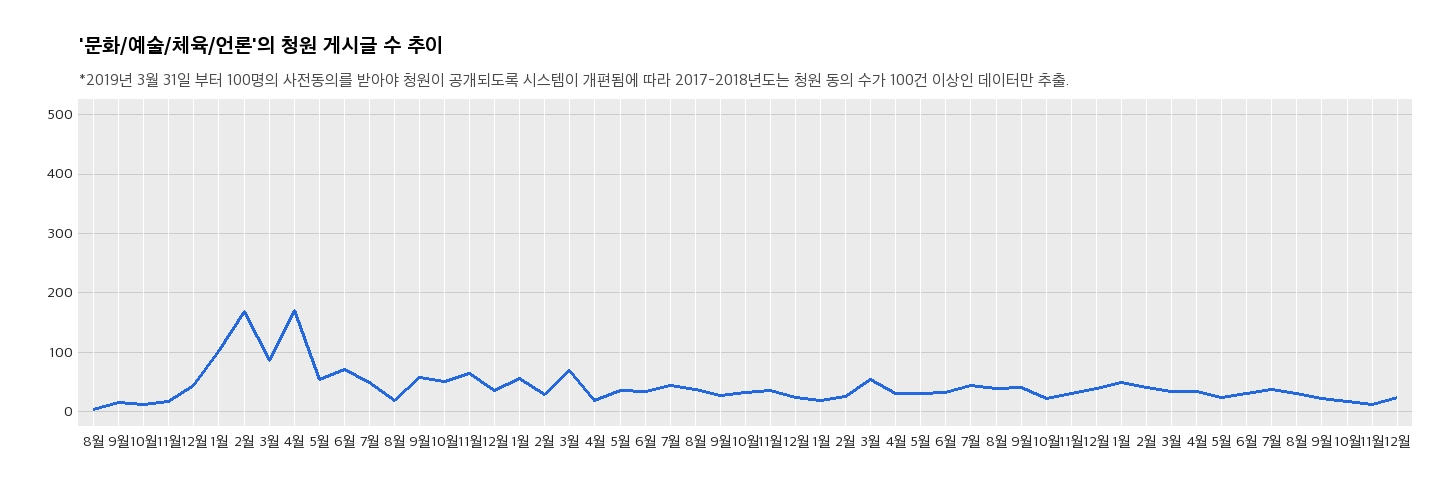 '문화/예술/체육/언론'의 청원 게시글 수 추이
*2019년 3월 31일 부터 100명의 사전동의를 받아야 청원이 공개되도록 시스템이 개편됨에 따라 2017-2018년도는 청원 동의 수가 100건 이상인 데이터만 추출.
500
400
300
200
100
0
8월 9월 10월 11월 12월 1월 2월 3월 4월 5월 6월 7월 8월 9월 10월 11월 12월 1월 2월 3월 4월 5월 6월 7월 8월 9월 10월 11월 12월 1월 2월 3월 4월 5월 6월 7월 8월 9월 10월 11월 12월 1월 2월 3월 4월 5월 6월 7월 8월 9월 10월 11월 12월